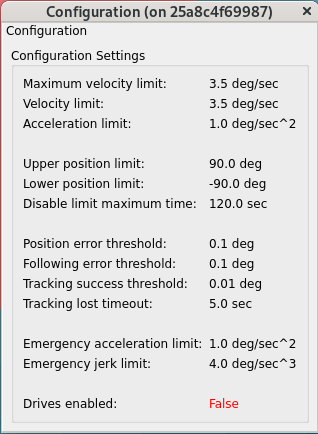 Configuration (on 25a8c4f69987) ×
Configuration
Configuration Settings
Maximum velocity limit: 3.5 deg/sec
Velocity limit: 3.5 deg/sec
Acceleration limit: 1.0 deg/sec^2
Upper position limit: 90.0 deg
Lower position limit: -90.0 deg
Disable limit maximum time: 120.0 sec
Position error threshold: 0.1 deg
Following error threshold: 0.1 deg
Tracking success threshold: 0.01 deg
Tracking lost timeout: 5.0 sec
Emergency acceleration limit: 1.0 deg/sec^2
Emergency jerk limit: 4.0 deg/sec^3
Drives enabled: False